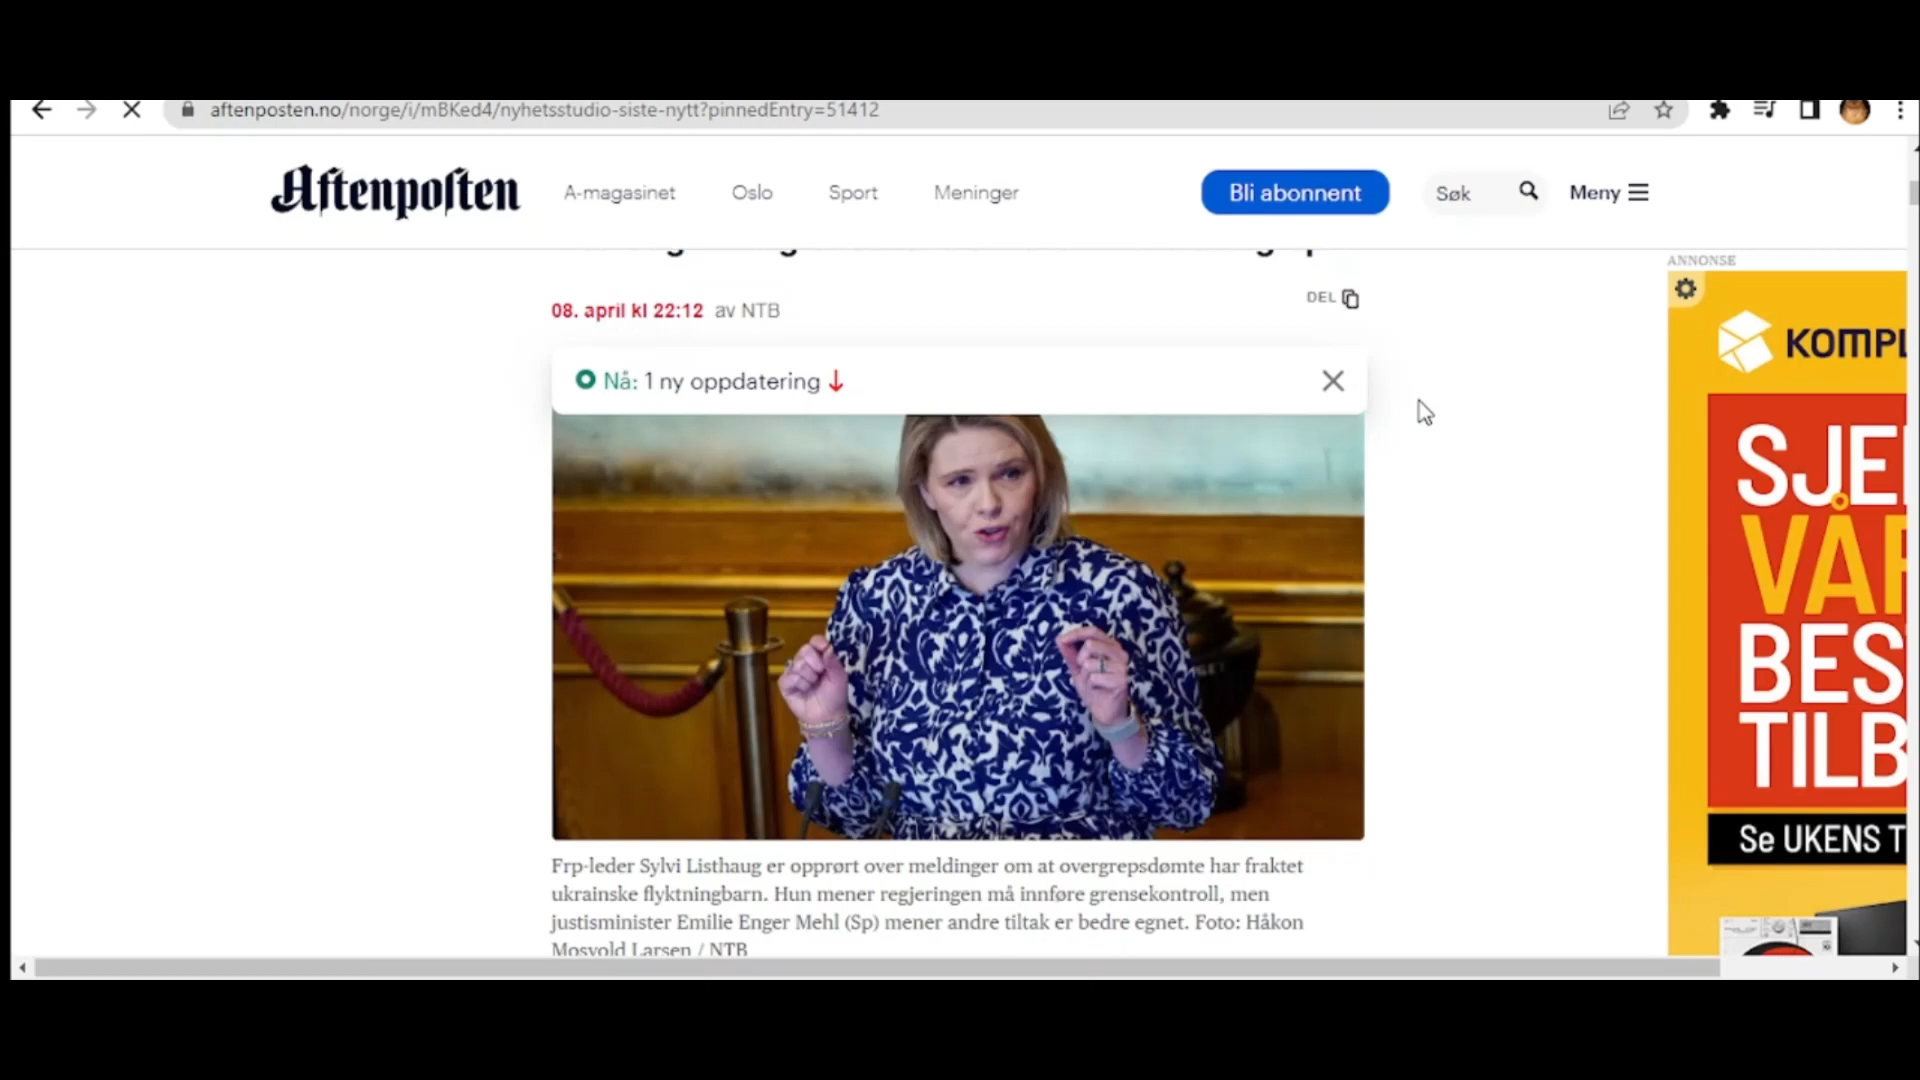 aftenposten.no/norge/i/mBKed4/nyhetsstudio-siste-nytt?pinnedEntry=51412
Aftenposten
A-magasinet
Oslo
Sport
Meninger
Bli abonnent
Søk
Meny
ANNONSE
08. april kl 22:12 av NTB
DEL
Nå: 1 ny oppdatering
Frp-leder Sylvi Listhaug er opprørt over meldinger om at overgrepsdømte har fraktet
ukrainske flyktningbarn. Hun mener regjeringen må innføre grensekontroll, men
justisminister Emilie Enger Mehl (Sp) mener andre tiltak er bedre egnet. Foto: Håkon
Mosvold Larsen / NTB
KOMPL
SJE
VÅR
BES
TILB
Se UKENS T